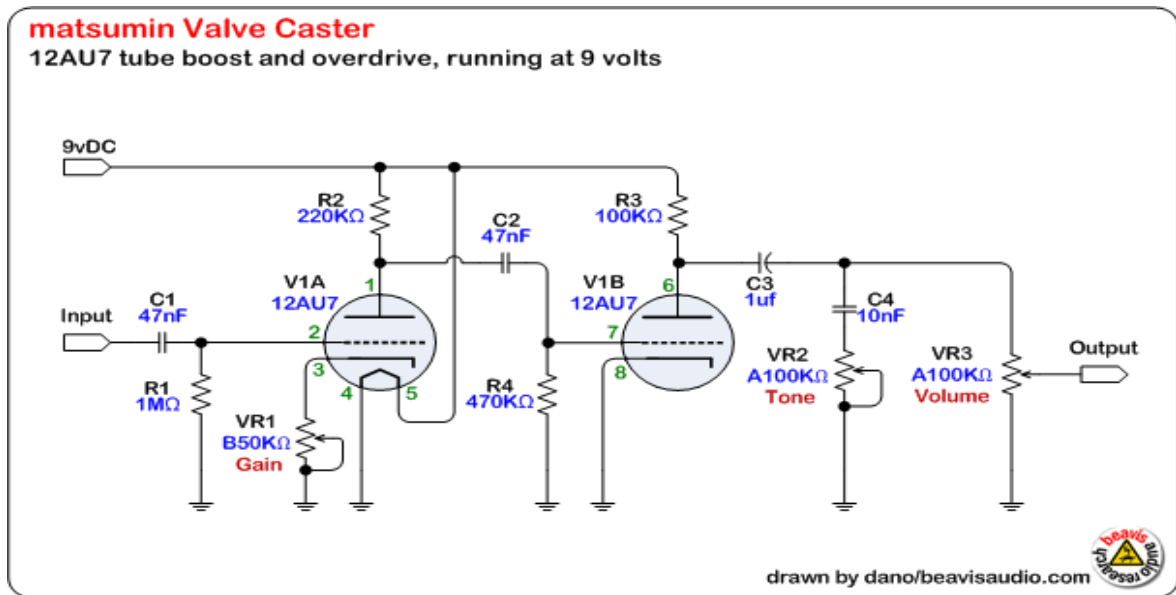 matsumin Valve Caster
12AU7 tube boost and overdrive, running at 9 volts
9vDC
R2
220KΩ
R3
100KΩ
C2
47nF
V1A
12AU7
1
V1B
12AU7
6
C3
1uf
C4
10nF
C1
47nF
Input
2
3
4
5
7
8
R1
1MΩ
VR1
B50KΩ
Gain
R4
470KΩ
VR2
A100KΩ
Tone
VR3
A100KΩ
Volume
Output
drawn by dano/beavisaudio.com
beavis
audio research